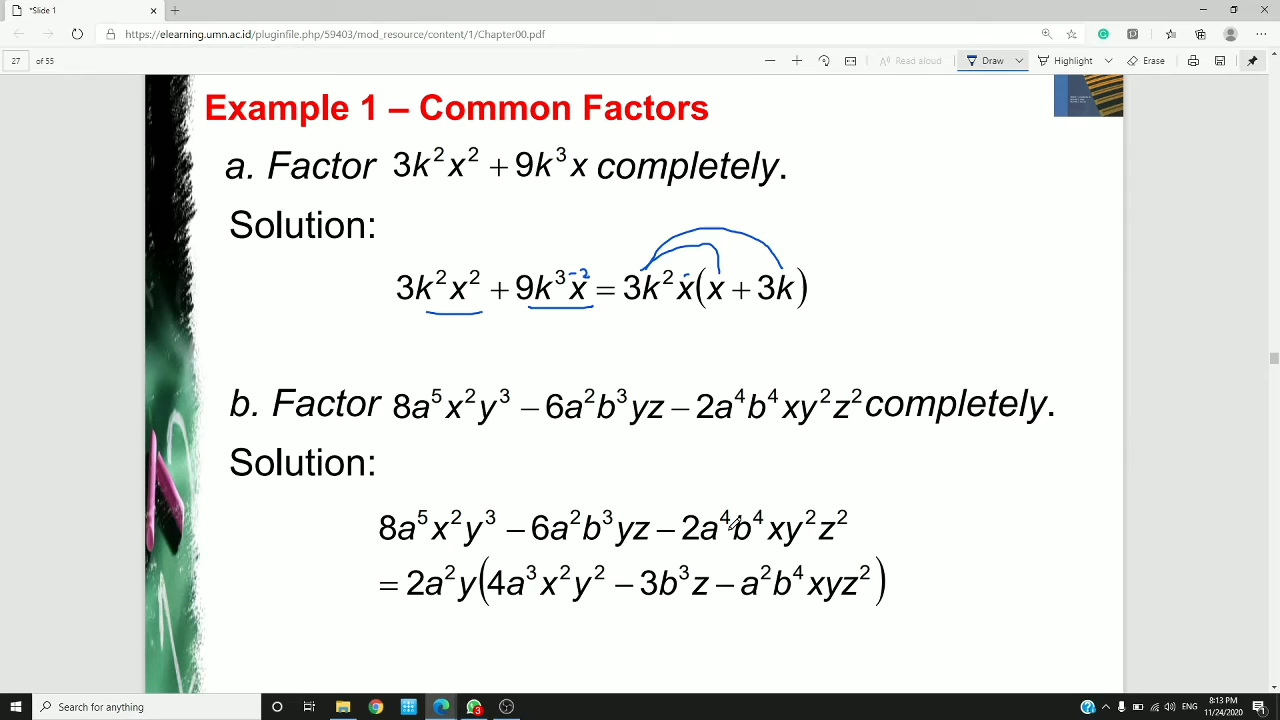 *Slide 1
https://elearning.umn.ac.id/pluginfile.php/59403/mod_resource/content/1/Chapter00.pdf
27 of 55 Read aloud Draw Highlight Erase
Example 1 – Common Factors
a. Factor 3k²x² + 9k³x completely.
Solution:
3k²x² + 9k³x = 3k²x(x + 3k)
b. Factor 8a⁵x²y³ – 6a²b³yz – 2a⁴b⁴xy²z² completely.
Solution:
8a⁵x²y³ – 6a²b³yz – 2a⁴b⁴xy²z²
= 2a²y(4a³x²y² – 3b³z – a²b⁴xyz²)
Search for anything
3
ENG
8:13 PM
11/24/2020
1